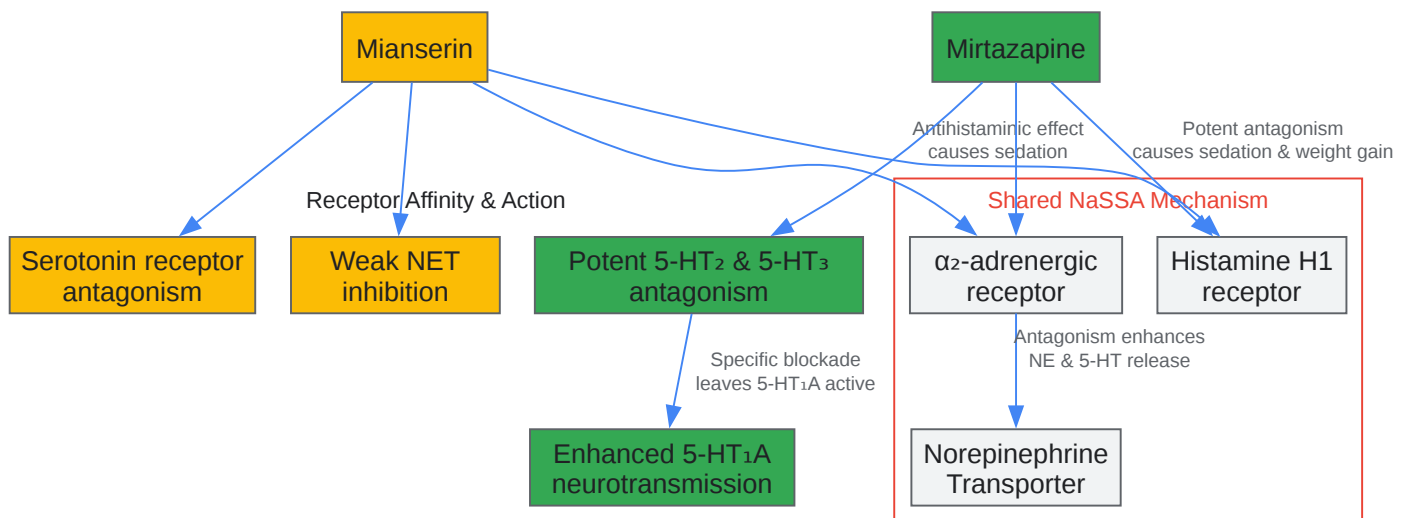 Mianserin
Mirtazapine
Antihistaminic effect
causes sedation
Potent antagonism
causes sedation & weight gain
Receptor Affinity & Action
Shared NaSSA Mechanism
Serotonin receptor
antagonism
Weak NET
inhibition
Potent 5-HT₂ & 5-HT₃
antagonism
α₂-adrenergic
receptor
Histamine H1
receptor
Specific blockade
leaves 5-HT₁A active
Antagonism enhances
NE & 5-HT release
Enhanced 5-HT₁A
neurotransmission
Norepinephrine
Transporter